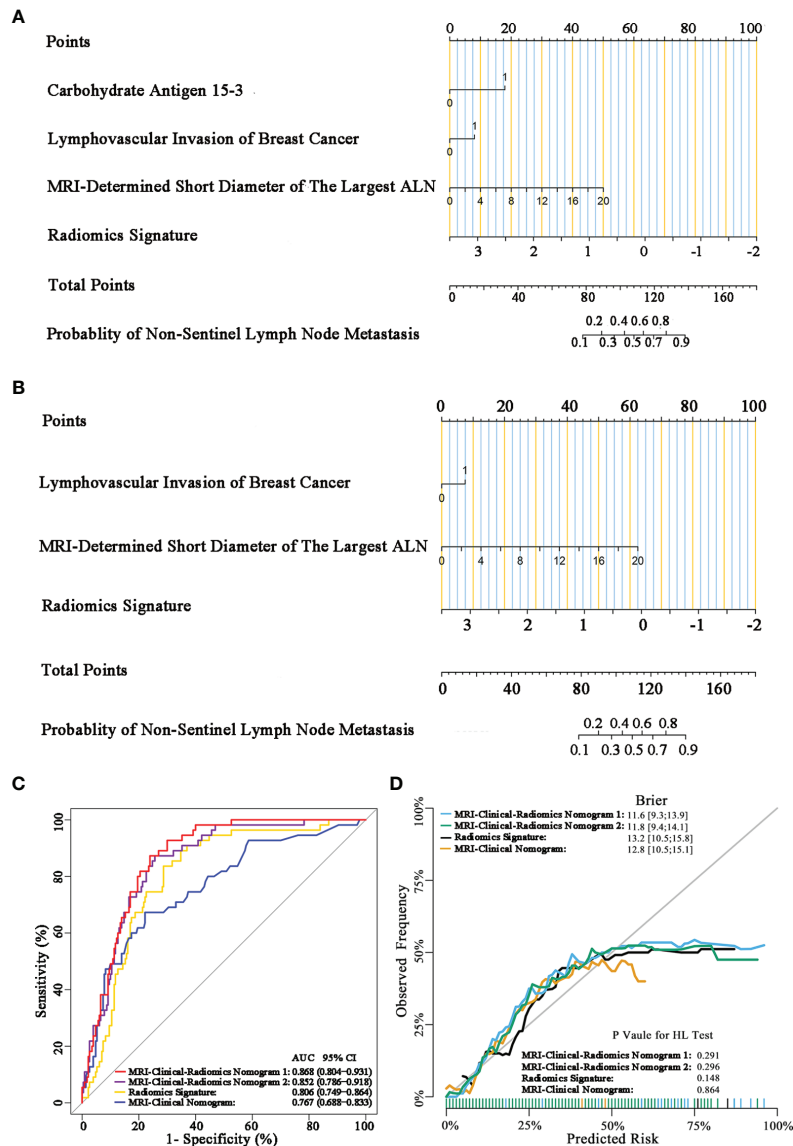 A
Points
0 20 40 60 80 100
Carbohydrate Antigen 15-3
0 1
Lymphovascular Invasion of Breast Cancer
0 1
MRI-Determined Short Diameter of The Largest ALN
0 4 8 12 16 20
Radiomics Signature
3 2 1 0 -1 -2
Total Points
0 40 80 120 160
Probablity of Non-Sentinel Lymph Node Metastasis
0.2 0.4 0.6 0.8
0.1 0.3 0.5 0.7 0.9
B
Points
0 20 40 60 80 100
Lymphovascular Invasion of Breast Cancer
0 1
MRI-Determined Short Diameter of The Largest ALN
0 4 8 12 16 20
Radiomics Signature
3 2 1 0 -1 -2
Total Points
0 40 80 120 160
Probablity of Non-Sentinel Lymph Node Metastasis
0.2 0.4 0.6 0.8
0.1 0.3 0.5 0.7 0.9
C
Sensitivity (%)
100
80
60
40
20
0
AUC 95% CI
MRI-Clinical-Radiomics Nomogram 1: 0.868 (0.804-0.931)
MRI-Clinical-Radiomics Nomogram 2: 0.852 (0.786-0.918)
Radiomics Signature: 0.806 (0.749-0.864)
MRI-Clinical Nomogram: 0.767 (0.688-0.833)
0 20 40 60 80 100
1- Specificity (%)
D
Brier
MRI-Clinical-Radiomics Nomogram 1: 11.6 [9.3;13.9]
MRI-Clinical-Radiomics Nomogram 2: 11.8 [9.4;14.1]
Radiomics Signature: 13.2 [10.5;15.8]
MRI-Clinical Nomogram: 12.8 [10.5;15.1]
Observed Frequency
100%
75%
50%
25%
0%
P Vaule for HL Test
MRI-Clinical-Radiomics Nomogram 1: 0.291
MRI-Clinical-Radiomics Nomogram 2: 0.296
Radiomics Signature: 0.148
MRI-Clinical Nomogram: 0.864
0% 25% 50% 75% 100%
Predicted Risk